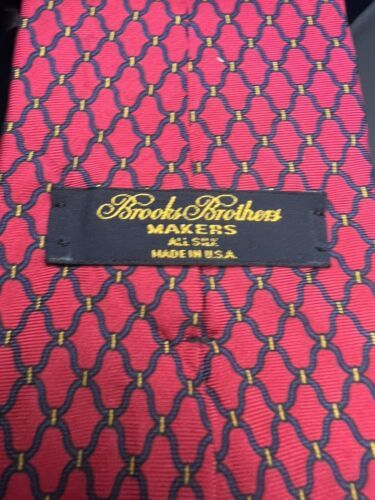 Brooks Brothers
MAKERS
ALL SILK
MADE IN U.S.A.